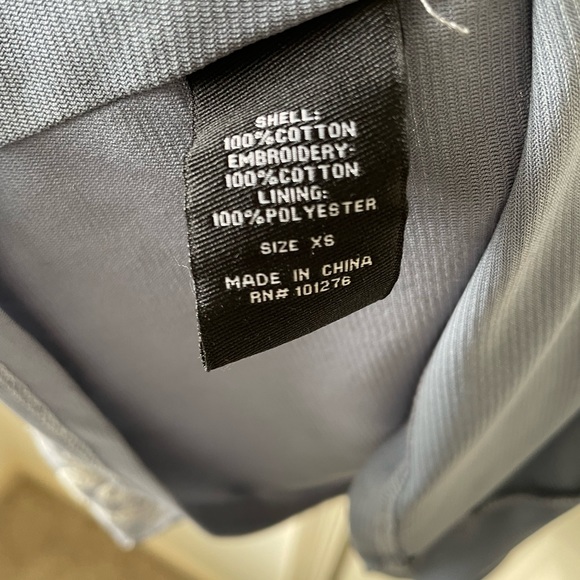 SHELL:
100%COTTON
EMBROIDERY:
100%COTTON
LINING:
100%POLYESTER
SIZE XS
MADE IN CHINA
RN# 101276